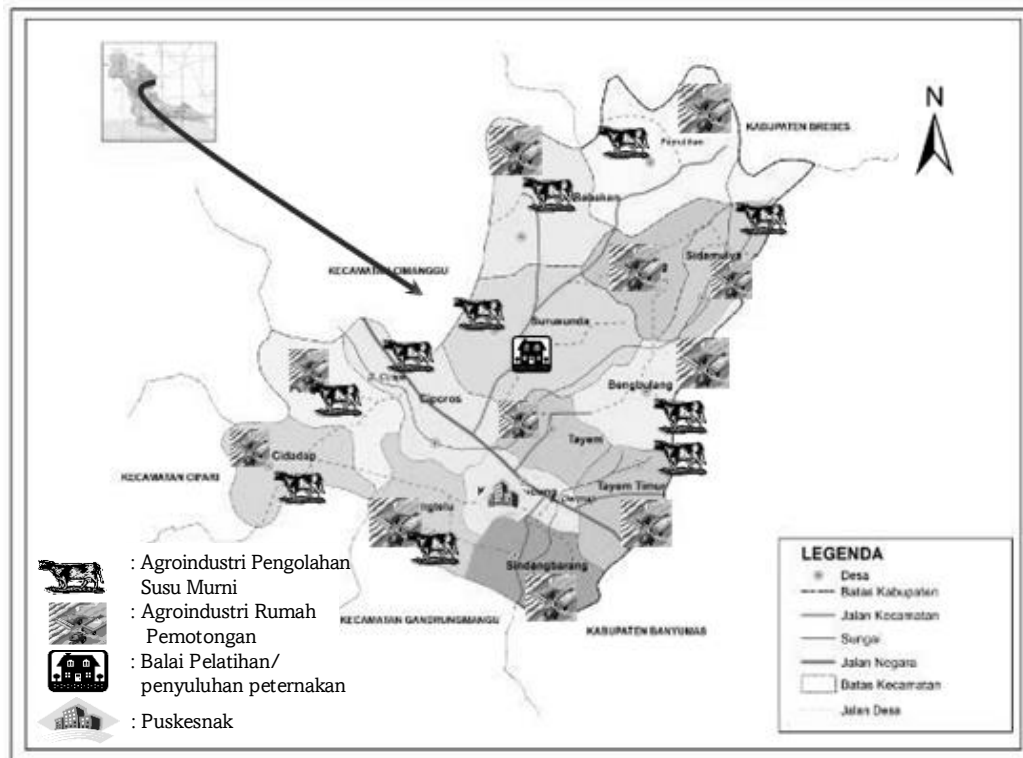 N
KABUPATEN BREBES
Babakan
Sidamulya
KECAMATAN CIMANGGU
Surusunda
Bengbulang
Ciporos
Tayem
Cidadap
KECAMATAN CIPARI
Tayem Timur
Sindangbarang
KECAMATAN GANDRUNGMANGU
KABUPATEN BANYUMAS
: Agroindustri Pengolahan
Susu Murni
: Agroindustri Rumah
Pemotongan
: Balai Pelatihan/
penyuluhan peternakan
: Puskesnak
LEGENDA
Desa
Batas Kabupaten
Jalan Kecamatan
Sungai
Jalan Negara
Batas Kecamatan
Jalan Desa